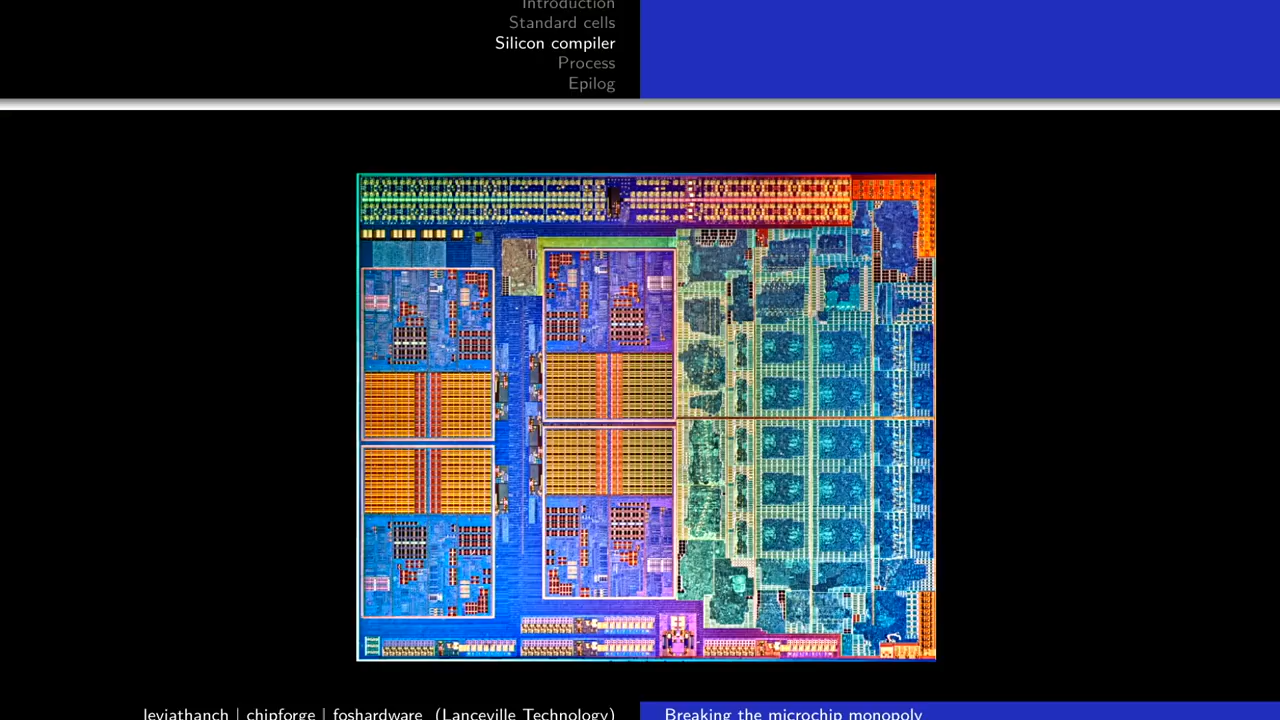 Introduction
Standard cells
Silicon compiler
Process
Epilog
leviathanch | chipforge | foshardware (Lanceville Technology)
Breaking the microchip monopoly